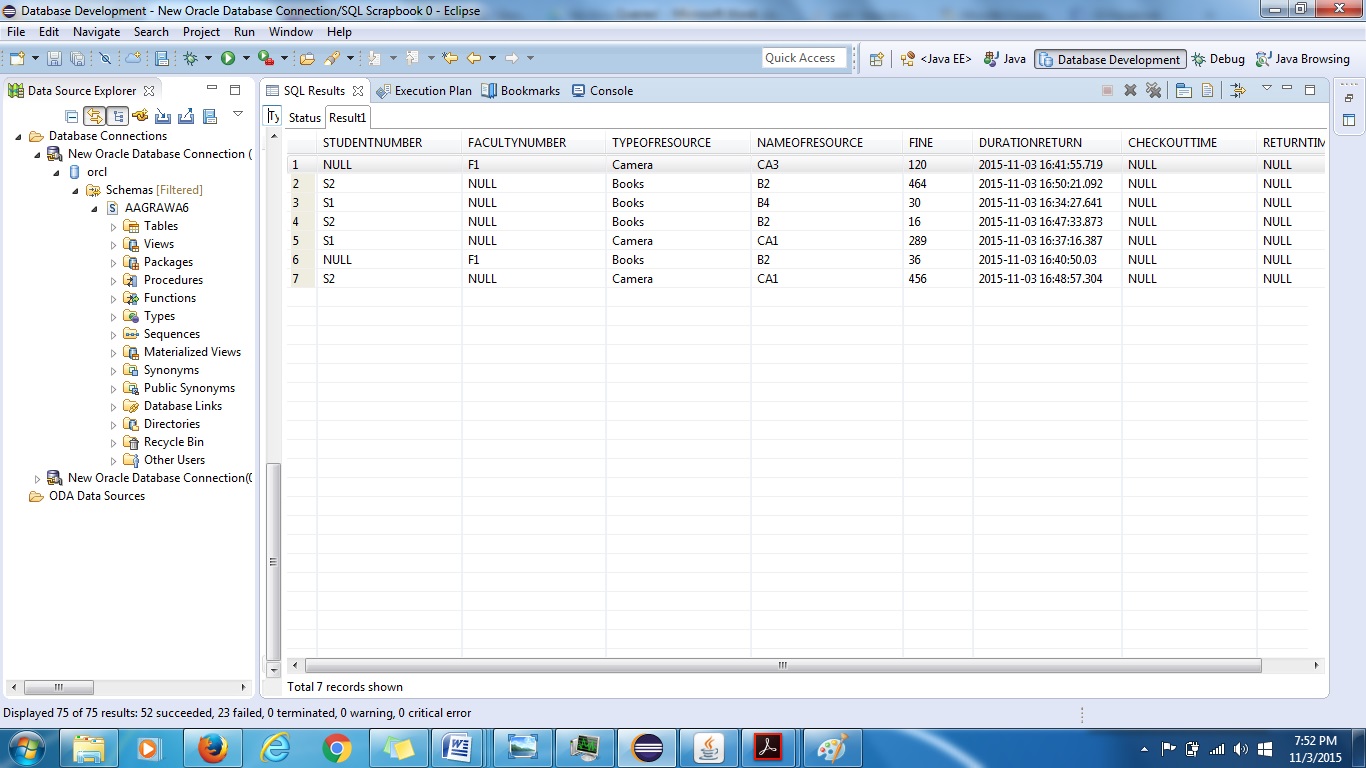 Database Development - New Oracle Database Connection/SQL Scrapbook 0 - Eclipse
File Edit Navigate Search Project Run Window Help
Quick Access <Java EE> Java Database Development Debug Java Browsing
Data Source Explorer
SQL Results Execution Plan Bookmarks Console
Status Result1
Database Connections
New Oracle Database Connection (
orcl
Schemas [Filtered]
AAGRAWA6
Tables
Views
Packages
Procedures
Functions
Types
Sequences
Materialized Views
Synonyms
Public Synonyms
Database Links
Directories
Recycle Bin
Other Users
New Oracle Database Connection(
ODA Data Sources
STUDENTNUMBER FACULTYNUMBER TYPEOFRESOURCE NAMEOFRESOURCE FINE DURATIONRETURN CHECKOUTTIME RETURNTIM
1 NULL F1 Camera CA3 120 2015-11-03 16:41:55.719 NULL NULL
2 S2 NULL Books B2 464 2015-11-03 16:50:21.092 NULL NULL
3 S1 NULL Books B4 30 2015-11-03 16:34:27.641 NULL NULL
4 S2 NULL Books B2 16 2015-11-03 16:47:33.873 NULL NULL
5 S1 NULL Camera CA1 289 2015-11-03 16:37:16.387 NULL NULL
6 NULL F1 Books B2 36 2015-11-03 16:40:50.03 NULL NULL
7 S2 NULL Camera CA1 456 2015-11-03 16:48:57.304 NULL NULL
Total 7 records shown
Displayed 75 of 75 results: 52 succeeded, 23 failed, 0 terminated, 0 warning, 0 critical error
7:52 PM
11/3/2015